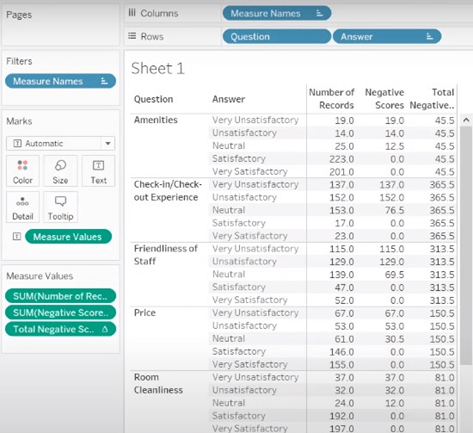 Pages
Columns
Measure Names
Rows
Question Answer
Filters
Measure Names
Marks
Automatic
Color Size Text
Detail Tooltip
Measure Values
Measure Values
SUM(Number of Rec..
SUM(Negative Score..
Total Negative Sc..
Sheet 1
Question Answer Number of Records Negative Scores Total Negative..
Amenities Very Unsatisfactory 19.0 19.0 45.5
Unsatisfactory 14.0 14.0 45.5
Neutral 25.0 12.5 45.5
Satisfactory 223.0 0.0 45.5
Very Satisfactory 201.0 0.0 45.5
Check-in/Check-out Experience Very Unsatisfactory 137.0 137.0 365.5
Unsatisfactory 152.0 152.0 365.5
Neutral 153.0 76.5 365.5
Satisfactory 17.0 0.0 365.5
Very Satisfactory 23.0 0.0 365.5
Friendliness of Staff Very Unsatisfactory 115.0 115.0 313.5
Unsatisfactory 129.0 129.0 313.5
Neutral 139.0 69.5 313.5
Satisfactory 47.0 0.0 313.5
Very Satisfactory 52.0 0.0 313.5
Price Very Unsatisfactory 67.0 67.0 150.5
Unsatisfactory 53.0 53.0 150.5
Neutral 61.0 30.5 150.5
Satisfactory 146.0 0.0 150.5
Very Satisfactory 155.0 0.0 150.5
Room Cleanliness Very Unsatisfactory 37.0 37.0 81.0
Unsatisfactory 32.0 32.0 81.0
Neutral 24.0 12.0 81.0
Satisfactory 192.0 0.0 81.0
Very Satisfactory 197.0 0.0 81.0